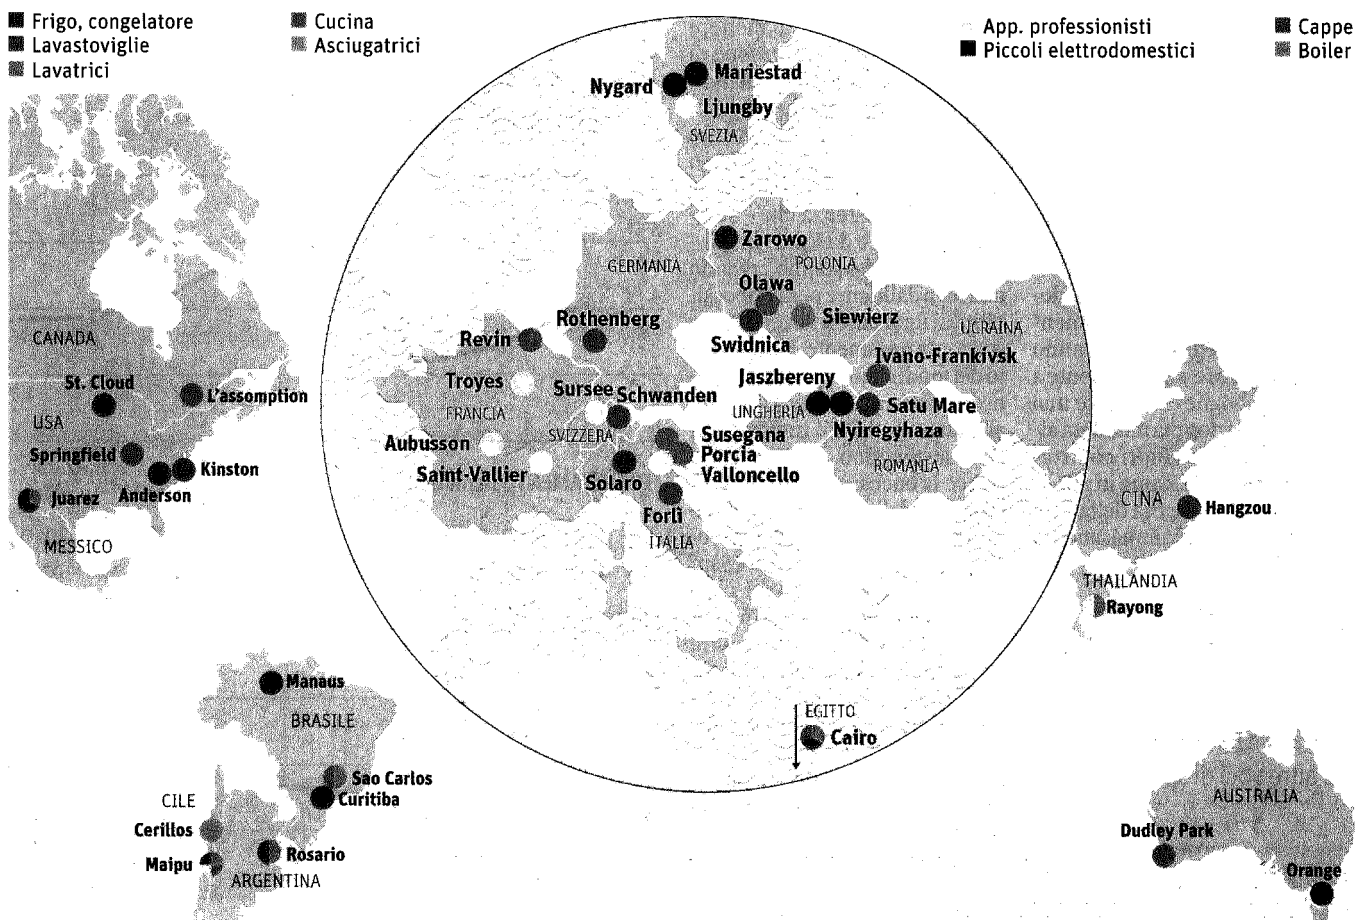 Frigo, congelatore
Lavastoviglie
Lavatrici
Cucina
Asciugatrici
App. professionisti
Piccoli elettrodomestici
Cappe
Boiler
Nygard
Mariestad
Ljungby
SVEZIA
Zarowo
GERMANIA
POLONIA
Olawa
Siewierz
Swidnica
UCRAINA
Revin
Rothenberg
Ivano-Frankivsk
Troyes
Sursee
Schwanden
Jaszbereny
FRANCIA
SVIZZERA
UNGHERIA
Satu Mare
Nyiregyhaza
ROMANIA
Aubusson
Saint-Vallier
Solaro
Susegana
Porcia
Valloncello
Forlì
ITALIA
EGITTO
Cairo
CANADA
St. Cloud
L'assomption
USA
Springfield
Kinston
Anderson
Juarez
MESSICO
Manaus
BRASILE
Sao Carlos
Curitiba
CILE
Cerillos
Maipu
Rosario
ARGENTINA
CINA
Hangzou
THAILANDIA
Rayong
AUSTRALIA
Dudley Park
Orange